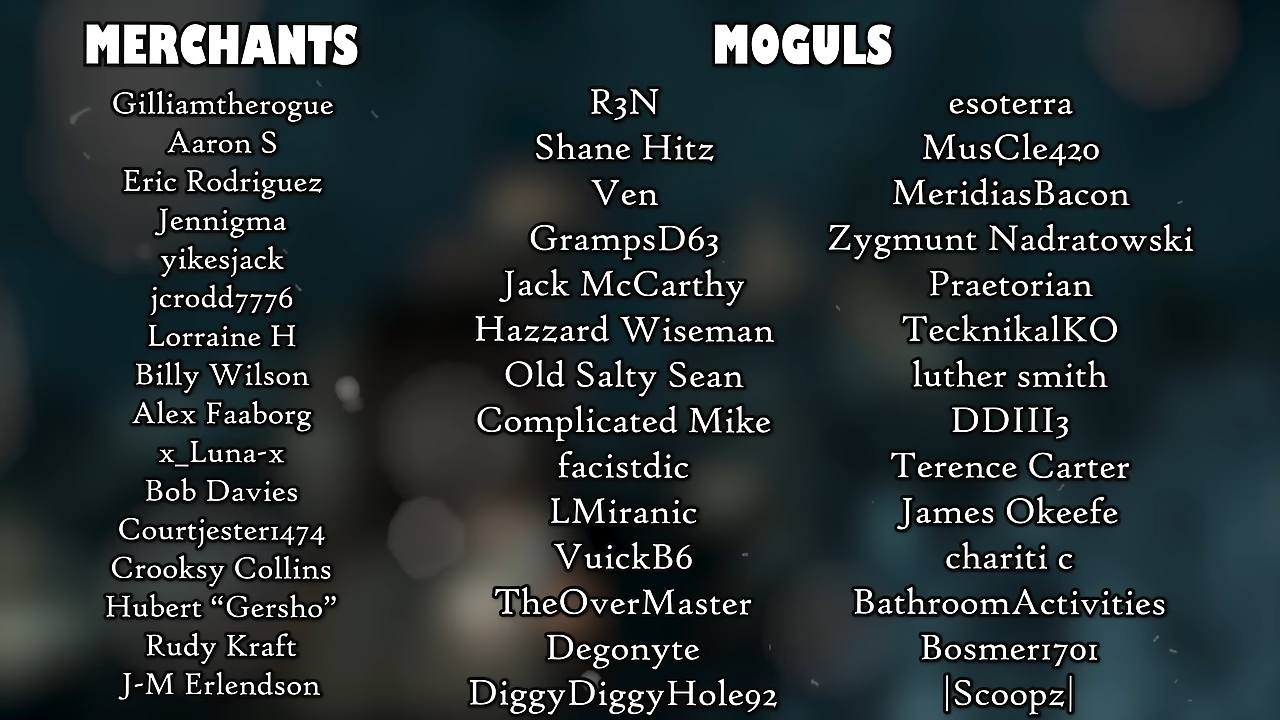 MERCHANTS
Gilliamtherogue
Aaron S
Eric Rodriguez
Jennigma
yikesjack
jcrodd7776
Lorraine H
Billy Wilson
Alex Faaborg
x_Luna-x
Bob Davies
Courtjester1474
Crooksy Collins
Hubert “Gersho”
Rudy Kraft
J-M Erlendson
MOGULS
R3N
Shane Hitz
Ven
GrampsD63
Jack McCarthy
Hazzard Wiseman
Old Salty Sean
Complicated Mike
facistdic
LMiranic
VuickB6
TheOverMaster
Degonyte
DiggyDiggyHole92
esoterra
MusCle420
MeridiasBacon
Zygmunt Nadratowski
Praetorian
TecknikalKO
luther smith
DDIII3
Terence Carter
James Okeefe
chariti c
BathroomActivities
Bosmer1701
|Scoopz|